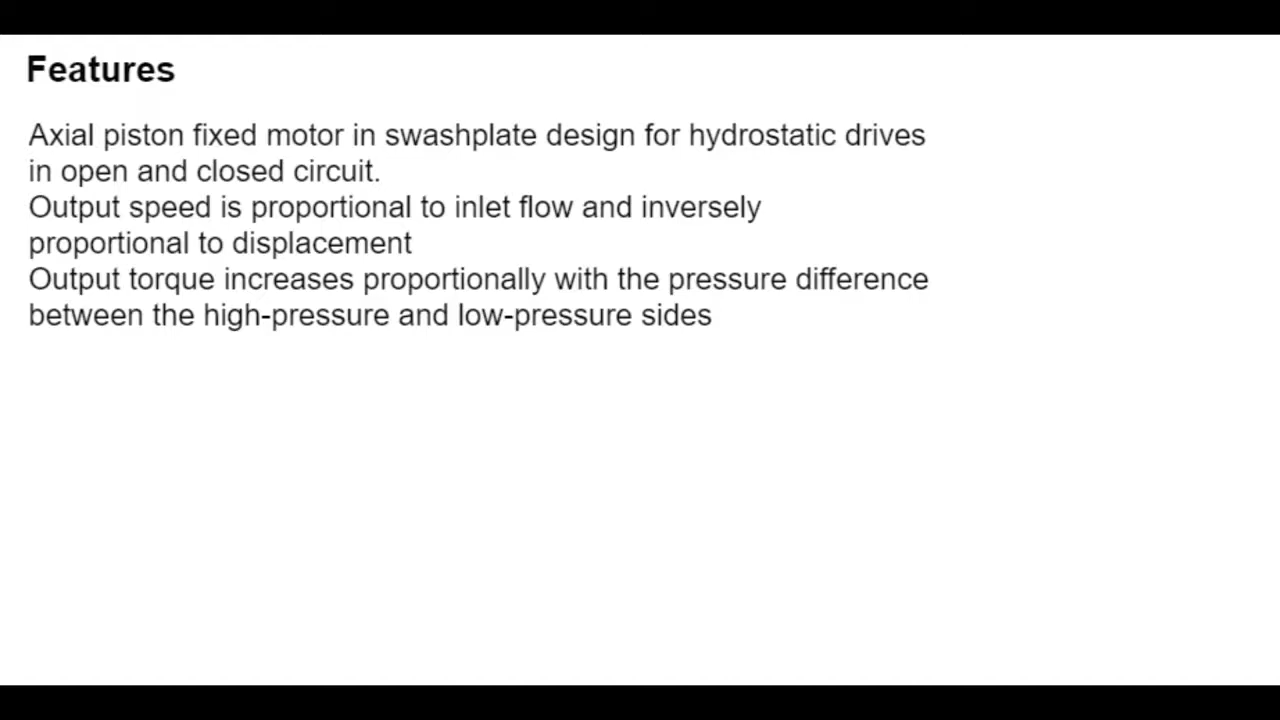 Features
Axial piston fixed motor in swashplate design for hydrostatic drives
in open and closed circuit.
Output speed is proportional to inlet flow and inversely
proportional to displacement
Output torque increases proportionally with the pressure difference
between the high-pressure and low-pressure sides